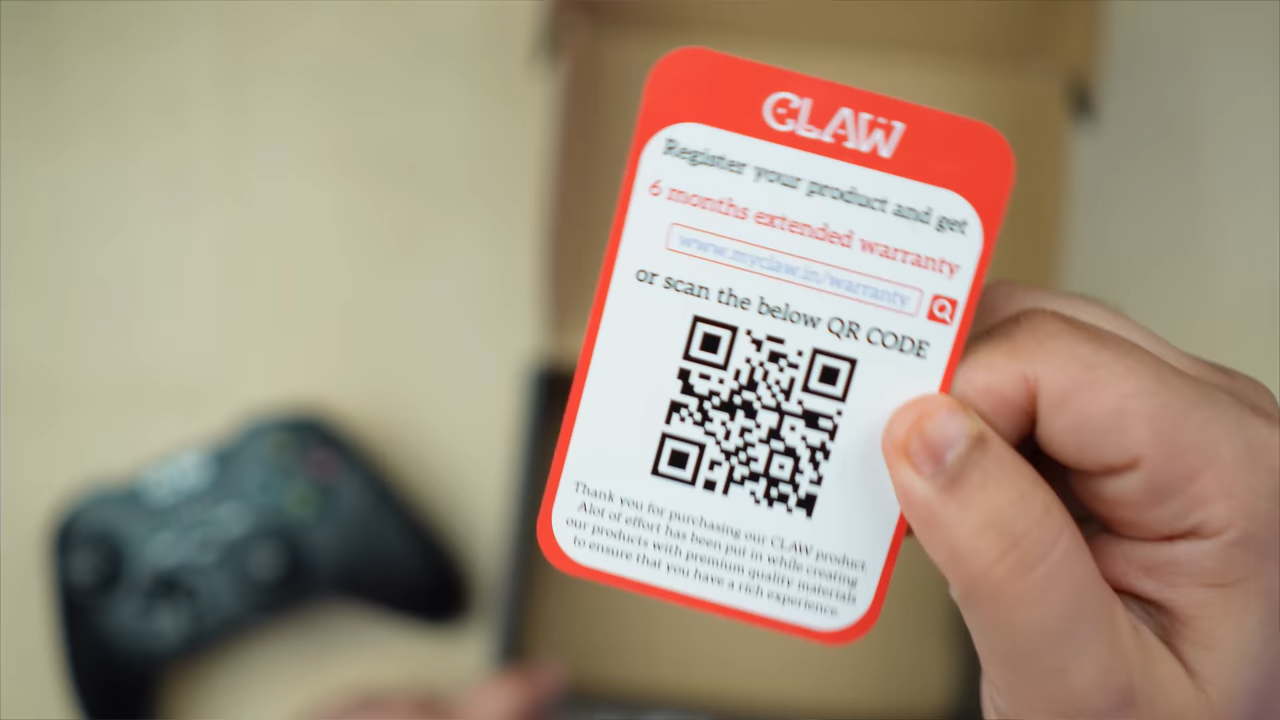 CLAW
Register your product and get
6 months extended warranty
www.myclaw.in/warranty
or scan the below QR CODE
Thank you for purchasing our CLAW product.
Alot of effort has been put in while creating
our products with premium quality materials
to ensure that you have a rich experience.